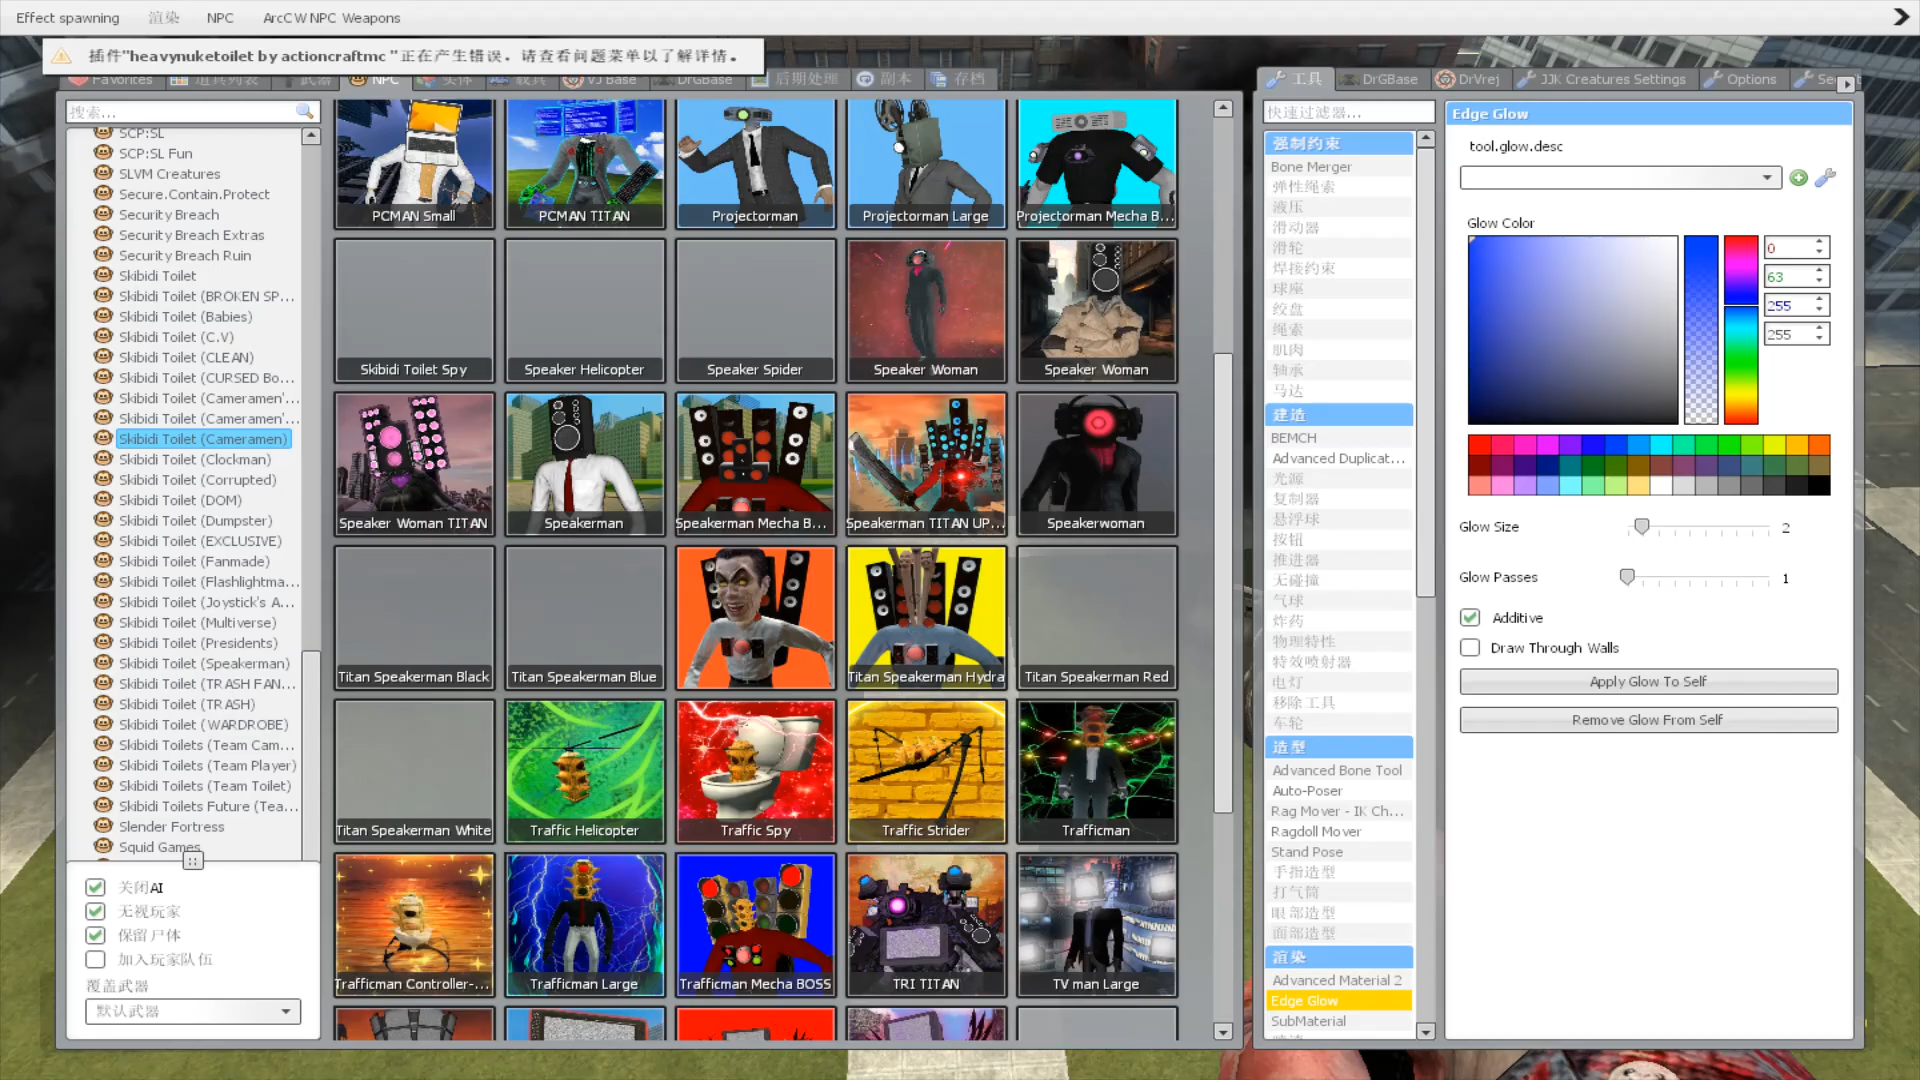 Effect spawning 渲染 NPC ArcCW NPC Weapons
插件"heavynuketoilet by actioncraftmc "正在产生错误。请查看问题菜单以了解详情。
Favorites 道具列表 武器 NPC 实体 载具 VJ Base DrGBase 后期处理 副本 存档
工具 DrGBase DrVrej JJK Creatures Settings Options
搜索...
SCP:SL
SCP:SL Fun
SLVM Creatures
Secure.Contain.Protect
Security Breach
Security Breach Extras
Security Breach Ruin
Skibidi Toilet
Skibidi Toilet (BROKEN SP...
Skibidi Toilet (Babies)
Skibidi Toilet (C.V)
Skibidi Toilet (CLEAN)
Skibidi Toilet (CURSED Bo...
Skibidi Toilet (Cameramen'...
Skibidi Toilet (Cameramen'...
Skibidi Toilet (Cameramen)
Skibidi Toilet (Clockman)
Skibidi Toilet (Corrupted)
Skibidi Toilet (DOM)
Skibidi Toilet (Dumpster)
Skibidi Toilet (EXCLUSIVE)
Skibidi Toilet (Fanmade)
Skibidi Toilet (Flashlightma...
Skibidi Toilet (Joystick's A...
Skibidi Toilet (Multiverse)
Skibidi Toilet (Presidents)
Skibidi Toilet (Speakerman)
Skibidi Toilet (TRASH FAN...
Skibidi Toilet (TRASH)
Skibidi Toilet (WARDROBE)
Skibidi Toilets (Team Cam...
Skibidi Toilets (Team Player)
Skibidi Toilets (Team Toilet)
Skibidi Toilets Future (Tea...
Slender Fortress
Squid Games
关闭AI
无视玩家
保留尸体
加入玩家队伍
覆盖武器
默认武器
PCMAN Small
PCMAN TITAN
Projectorman
Projectorman Large
Projectorman Mecha B...
Skibidi Toilet Spy
Speaker Helicopter
Speaker Spider
Speaker Woman
Speaker Woman
Speaker Woman TITAN
Speakerman
Speakerman Mecha B...
Speakerman TITAN UP...
Speakerwoman
Titan Speakerman Black
Titan Speakerman Blue
Titan Speakerman Hydra
Titan Speakerman Red
Titan Speakerman White
Traffic Helicopter
Traffic Spy
Traffic Strider
Trafficman
Trafficman Controller-...
Trafficman Large
Trafficman Mecha BOSS
TRI TITAN
TV man Large
快速过滤器...
强制约束
Bone Merger
弹性绳索
液压
滑动器
滑轮
焊接约束
球座
绞盘
绳索
肌肉
轴承
马达
建造
BEMCH
Advanced Duplicat...
光源
复制器
悬浮球
按钮
推进器
无碰撞
气球
炸药
物理特性
特效喷射器
电灯
移除工具
车轮
造型
Advanced Bone Tool
Auto-Poser
Rag Mover - IK Ch...
Ragdoll Mover
Stand Pose
手指造型
打气筒
眼部造型
面部造型
渲染
Advanced Material 2
Edge Glow
SubMaterial
Edge Glow
tool.glow.desc
Glow Color
0
63
255
255
Glow Size 2
Glow Passes 1
Additive
Draw Through Walls
Apply Glow To Self
Remove Glow From Self